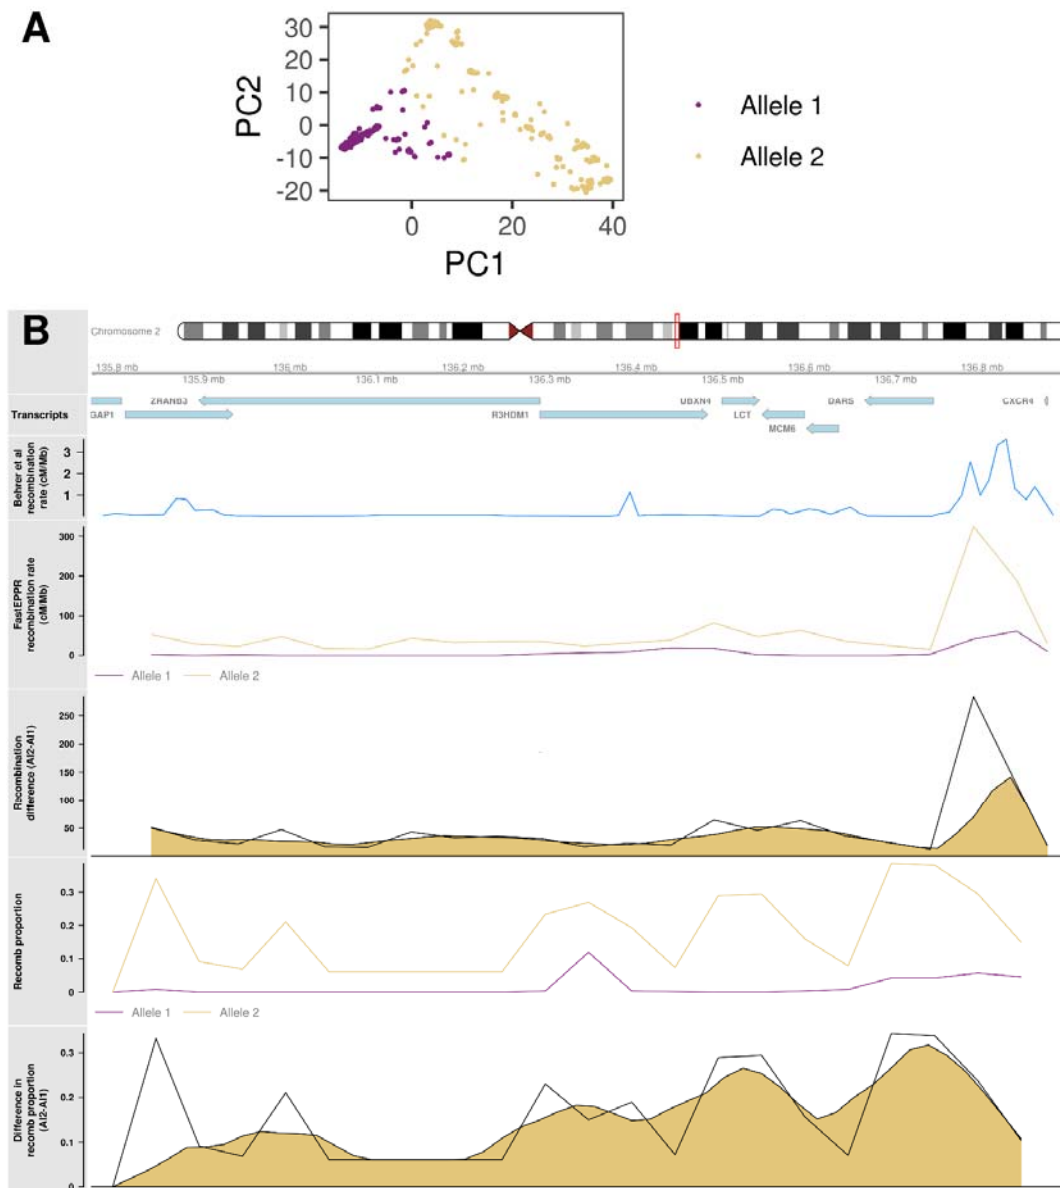 A
30
20
10
0
-10
-20
PC2
0 20 40
PC1
Allele 1
Allele 2
B
Chromosome 2
135.8 mb 136 mb 136.2 mb 136.4 mb 136.6 mb 136.8 mb
135.9 mb 136.1 mb 136.3 mb 136.5 mb 136.7 mb
Transcripts
ZRANB3 UBXN4 DARS CXCR4
GAP1 R3HDM1 LCT
MCM6
Behrer et al
recombination
rate (cM/Mb)
3
2
1
FastEPPR
recombination rate
(cM/Mb)
300
200
100
0
Allele 1 Allele 2
Recombination
difference (Al2-Al1)
250
200
150
100
50
Recomb proportion
0.3
0.2
0.1
0
Allele 1 Allele 2
Difference in
recomb proportion
(Al2-Al1)
0.3
0.2
0.1
0